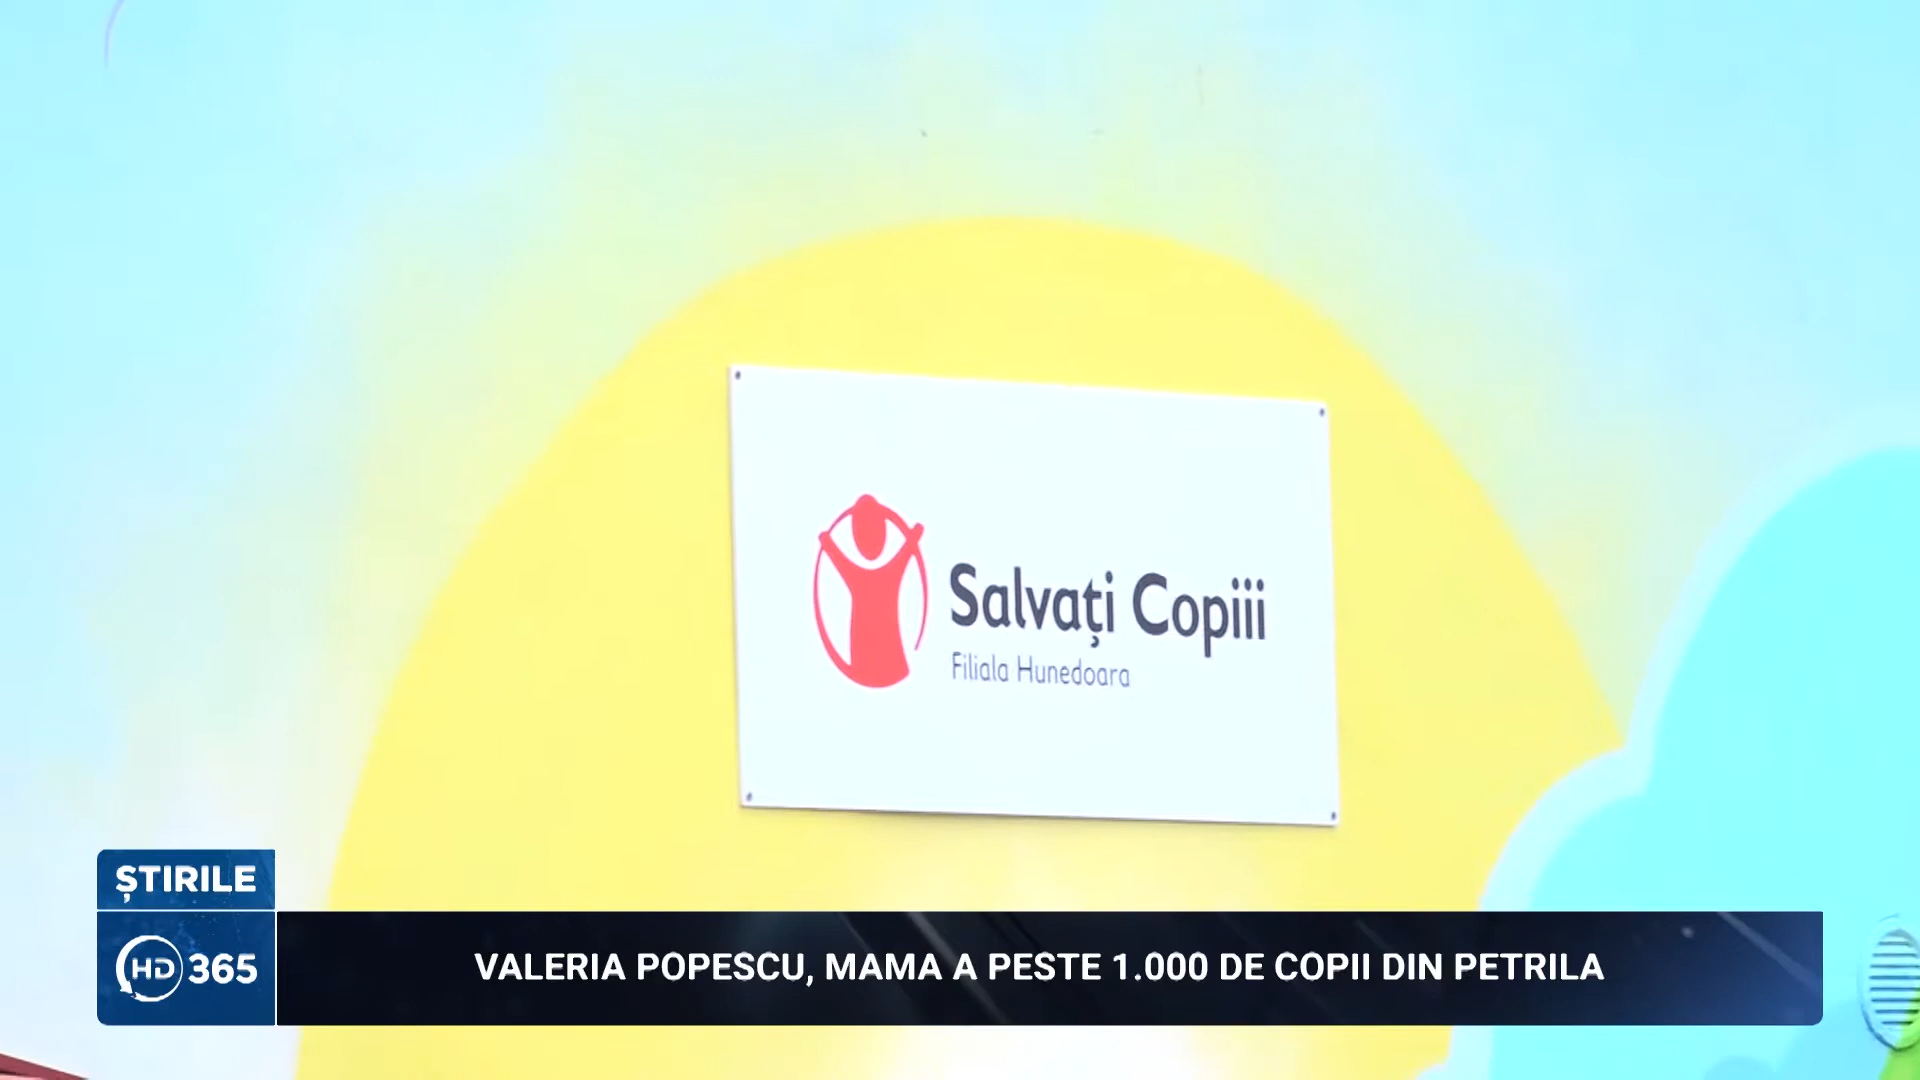 Salvați Copiii
Filiala Hunedoara
ȘTIRILE
HD 365
VALERIA POPESCU, MAMA A PESTE 1.000 DE COPII DIN PETRILA